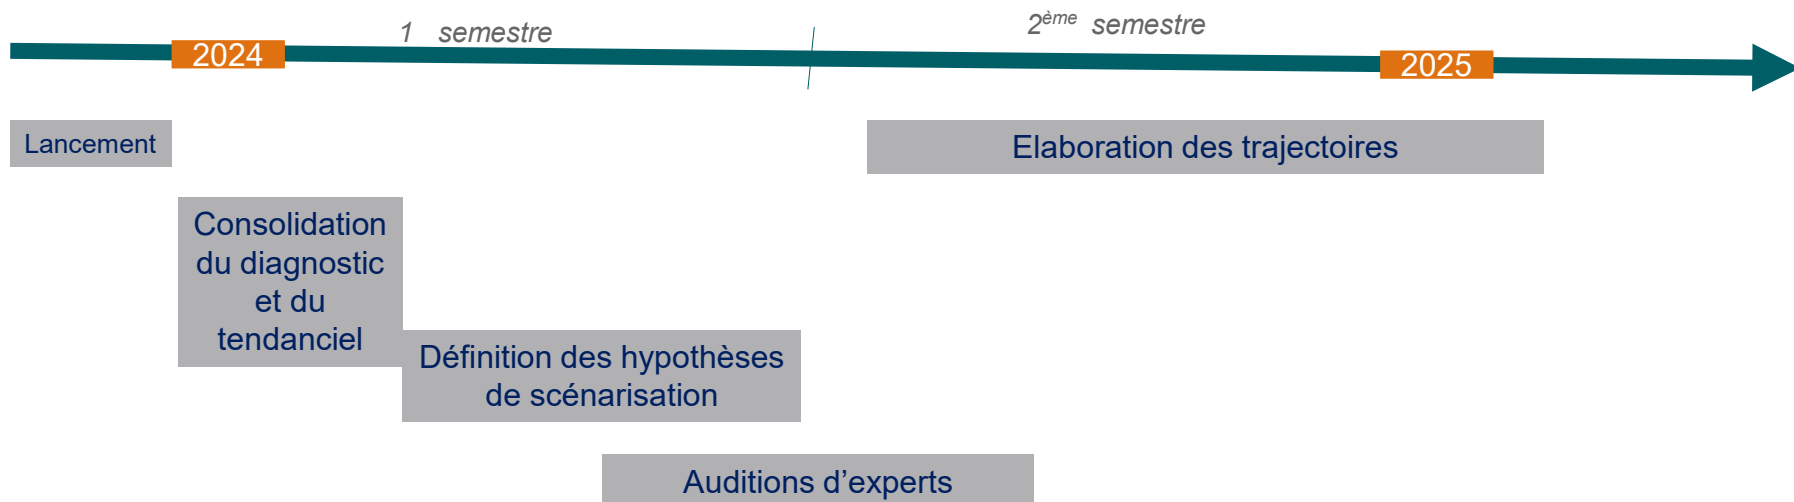 1 semestre
2ème semestre
2024
2025
Lancement
Elaboration des trajectoires
Consolidation
du diagnostic
et du
tendanciel
Définition des hypothèses
de scénarisation
Auditions d’experts